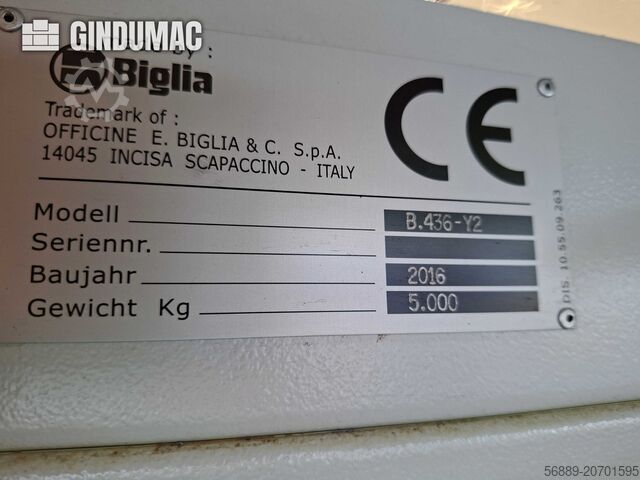 GINDUMAC
by :
Biglia
Trademark of :
OFFICINE E. BIGLIA & C. S.p.A.
14045 INCISA SCAPACCINO - ITALY
CE
Modell B.436-Y2
Seriennr.
Baujahr 2016
Gewicht Kg 5.000
DIS. 10.55.09.263
56889-20701595